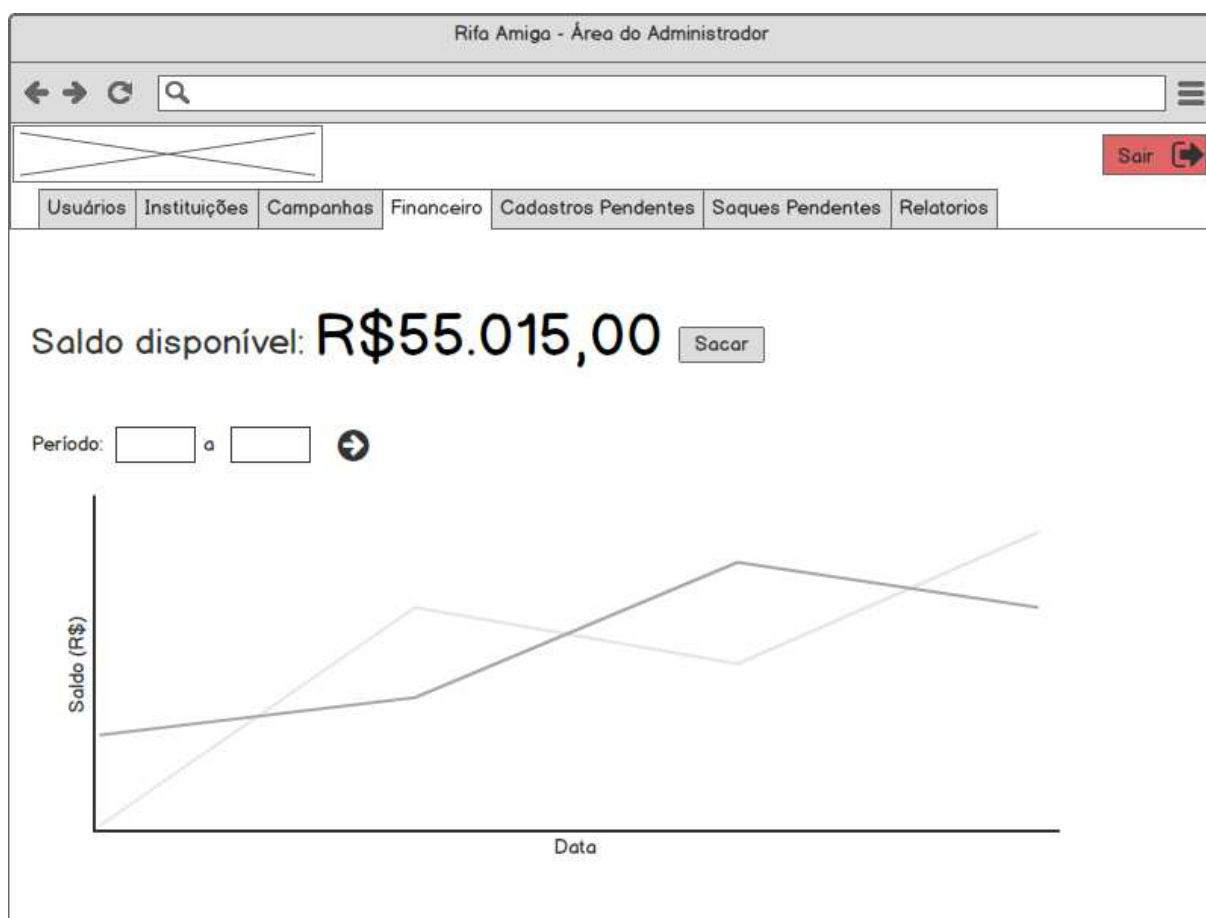 Rifa Amiga - Área do Administrador
Sair
Usuários Instituições Campanhas Financeiro Cadastros Pendentes Saques Pendentes Relatorios
Saldo disponível: R$55.015,00 Sacar
Período: a
Saldo (R$)
Data